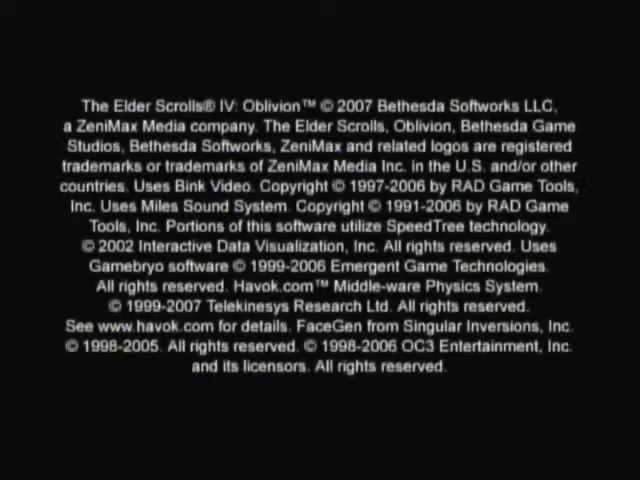 The Elder Scrolls® IV: Oblivion™ © 2007 Bethesda Softworks LLC,
a ZeniMax Media company. The Elder Scrolls, Oblivion, Bethesda Game
Studios, Bethesda Softworks, ZeniMax and related logos are registered
trademarks or trademarks of ZeniMax Media Inc. in the U.S. and/or other
countries. Uses Bink Video. Copyright © 1997-2006 by RAD Game Tools,
Inc. Uses Miles Sound System. Copyright © 1991-2006 by RAD Game
Tools, Inc. Portions of this software utilize SpeedTree technology.
© 2002 Interactive Data Visualization, Inc. All rights reserved. Uses
Gamebryo software © 1999-2006 Emergent Game Technologies.
All rights reserved. Havok.com™ Middle-ware Physics System.
© 1999-2007 Telekinesys Research Ltd. All rights reserved.
See www.havok.com for details. FaceGen from Singular Inversions, Inc.
© 1998-2005. All rights reserved. © 1998-2006 OC3 Entertainment, Inc.
and its licensors. All rights reserved.